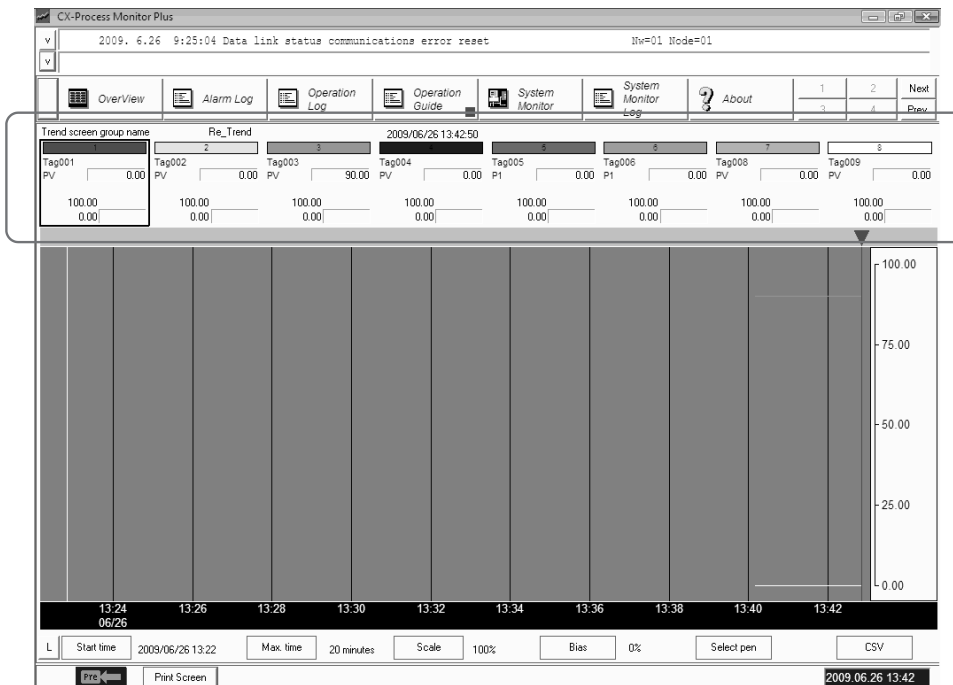 CX-Process Monitor Plus
v 2009. 6.26 9:25:04 Data link status communications error reset Nw=01 Node=01
v
OverView Alarm Log Operation Log Operation Guide System Monitor System Monitor Log About 1 2 Next
3 4 Prev
Trend screen group name Re_Trend 2009/06/26 13:42:50
1 2 3 4 5 6 7 8
Tag001 Tag002 Tag003 Tag004 Tag005 Tag006 Tag008 Tag009
PV 0.00 PV 0.00 PV 90.00 PV 0.00 P1 0.00 P1 0.00 PV 0.00 PV 0.00
100.00 100.00 100.00 100.00 100.00 100.00 100.00 100.00
0.00 0.00 0.00 0.00 0.00 0.00 0.00 0.00
100.00
75.00
50.00
25.00
0.00
13:24 13:26 13:28 13:30 13:32 13:34 13:36 13:38 13:40 13:42
06/26
L Start time 2009/06/26 13:22 Max. time 20 minutes Scale 100% Bias 0% Select pen CSV
Pre Print Screen 2009.06.26 13:42